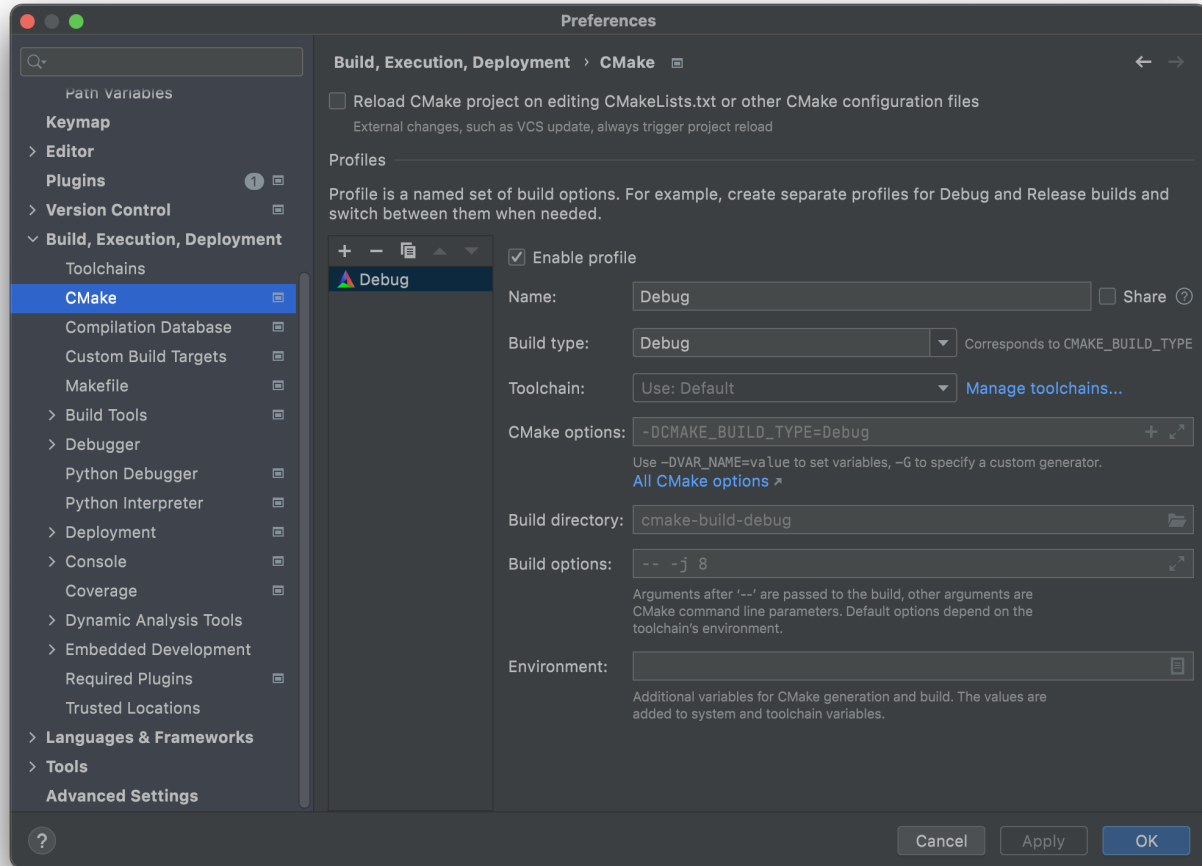 Preferences
Path Variables
Keymap
Editor
Plugins 1
Version Control
Build, Execution, Deployment
Toolchains
CMake
Compilation Database
Custom Build Targets
Makefile
Build Tools
Debugger
Python Debugger
Python Interpreter
Deployment
Console
Coverage
Dynamic Analysis Tools
Embedded Development
Required Plugins
Trusted Locations
Languages & Frameworks
Tools
Advanced Settings
Build, Execution, Deployment › CMake
Reload CMake project on editing CMakeLists.txt or other CMake configuration files
External changes, such as VCS update, always trigger project reload
Profiles
Profile is a named set of build options. For example, create separate profiles for Debug and Release builds and
switch between them when needed.
Debug
Enable profile
Name: Debug Share ?
Build type: Debug Corresponds to CMAKE_BUILD_TYPE
Toolchain: Use: Default Manage toolchains...
CMake options: -DCMAKE_BUILD_TYPE=Debug
Use -DVAR_NAME=value to set variables, -G to specify a custom generator.
All CMake options ↗
Build directory: cmake-build-debug
Build options: -- -j 8
Arguments after ‘--’ are passed to the build, other arguments are
CMake command line parameters. Default options depend on the
toolchain’s environment.
Environment:
Additional variables for CMake generation and build. The values are
added to system and toolchain variables.
? Cancel Apply OK